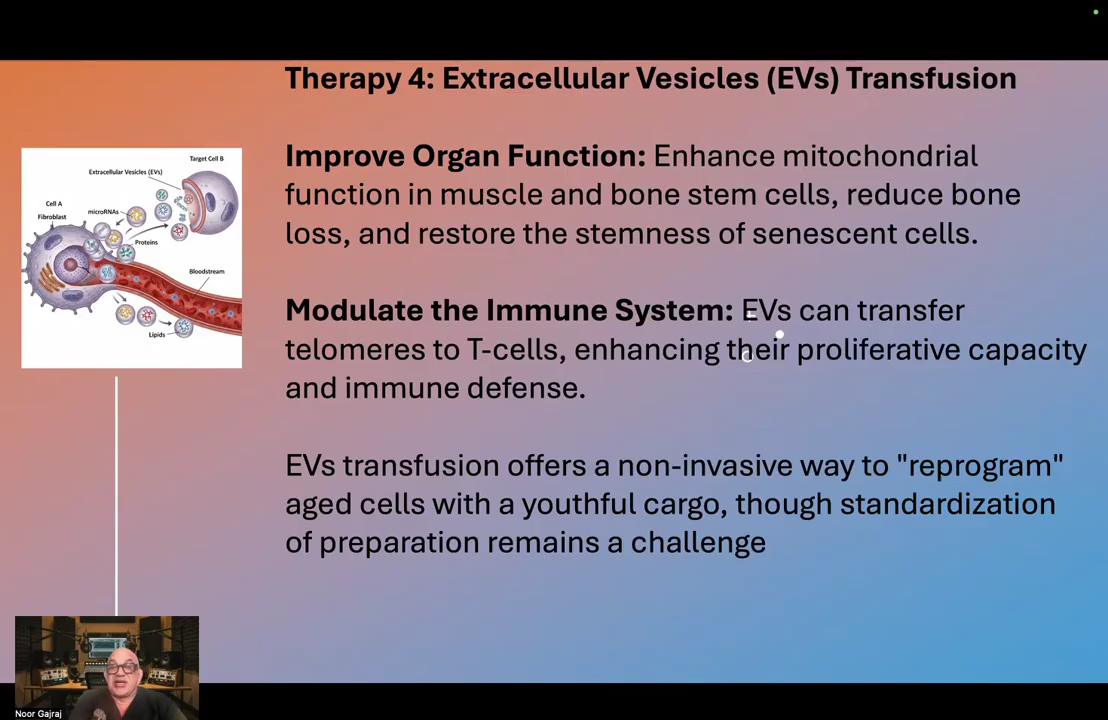 Therapy 4: Extracellular Vesicles (EVs) Transfusion
Target Cell B
Extracellular Vesicles (EVs)
Cell A
Fibroblast
microRNAs
Proteins
Bloodstream
Lipids
Improve Organ Function: Enhance mitochondrial
function in muscle and bone stem cells, reduce bone
loss, and restore the stemness of senescent cells.
Modulate the Immune System: EVs can transfer
telomeres to T-cells, enhancing their proliferative capacity
and immune defense.
EVs transfusion offers a non-invasive way to "reprogram"
aged cells with a youthful cargo, though standardization
of preparation remains a challenge
Noor Gajraj